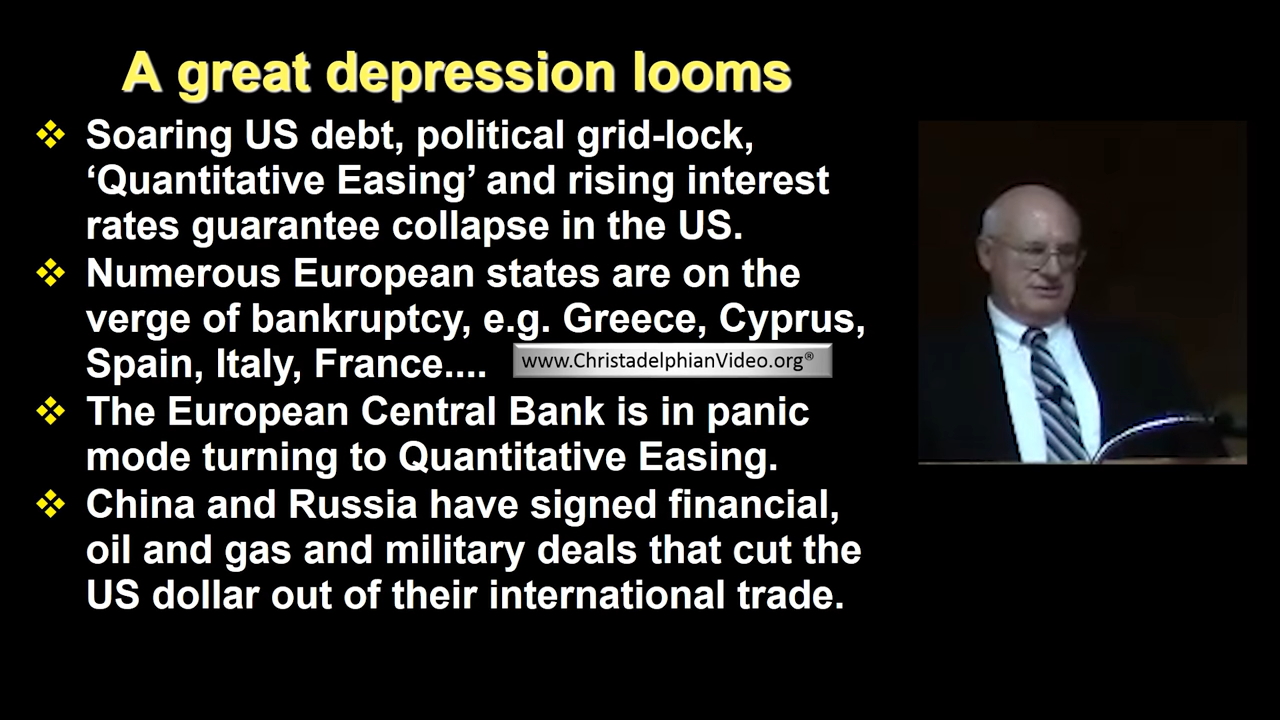 A great depression looms
❖ Soaring US debt, political grid-lock,
‘Quantitative Easing’ and rising interest
rates guarantee collapse in the US.
❖ Numerous European states are on the
verge of bankruptcy, e.g. Greece, Cyprus,
Spain, Italy, France....
www.ChristadelphianVideo.org®
❖ The European Central Bank is in panic
mode turning to Quantitative Easing.
❖ China and Russia have signed financial,
oil and gas and military deals that cut the
US dollar out of their international trade.